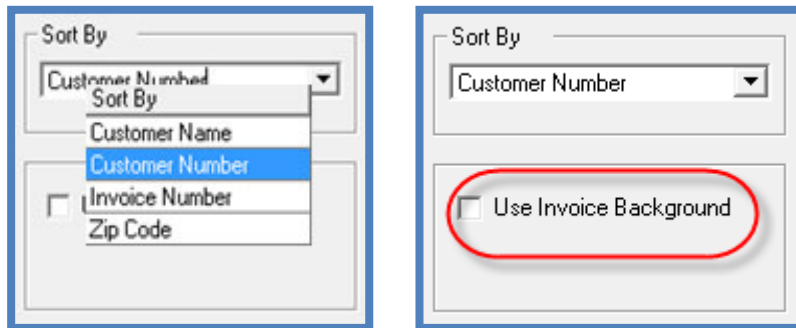 Sort By
Customer Number
Sort By
Customer Name
Customer Number
Invoice Number
Zip Code
Sort By
Customer Number
Use Invoice Background